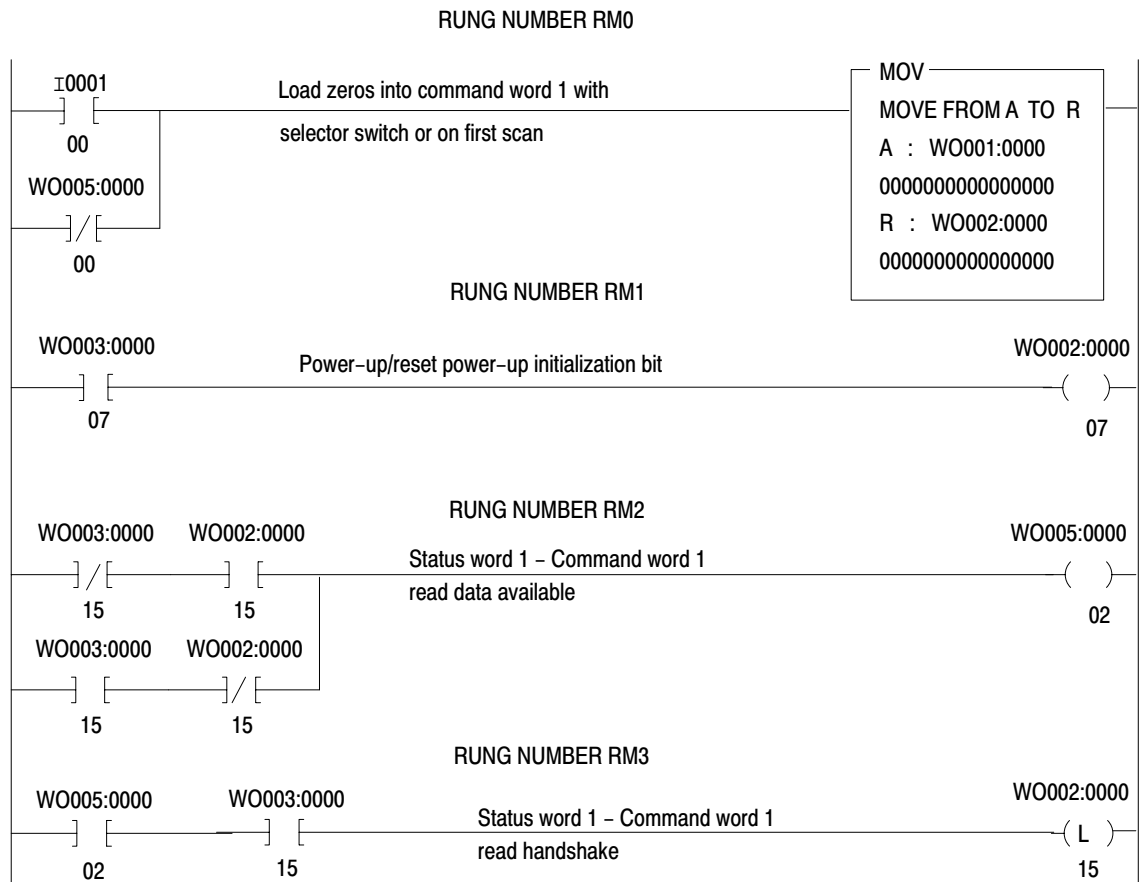 RUNG NUMBER RM0
I0001
00
WO005:0000
00
Load zeros into command word 1 with
selector switch or on first scan
MOV
MOVE FROM A TO R
A : WO001:0000
0000000000000000
R : WO002:0000
0000000000000000
RUNG NUMBER RM1
WO003:0000
07
Power-up/reset power-up initialization bit
WO002:0000
07
RUNG NUMBER RM2
WO003:0000 WO002:0000
15 15
WO003:0000 WO002:0000
15 15
Status word 1 – Command word 1
read data available
WO005:0000
02
RUNG NUMBER RM3
WO005:0000 WO003:0000
02 15
Status word 1 – Command word 1
read handshake
WO002:0000
L
15